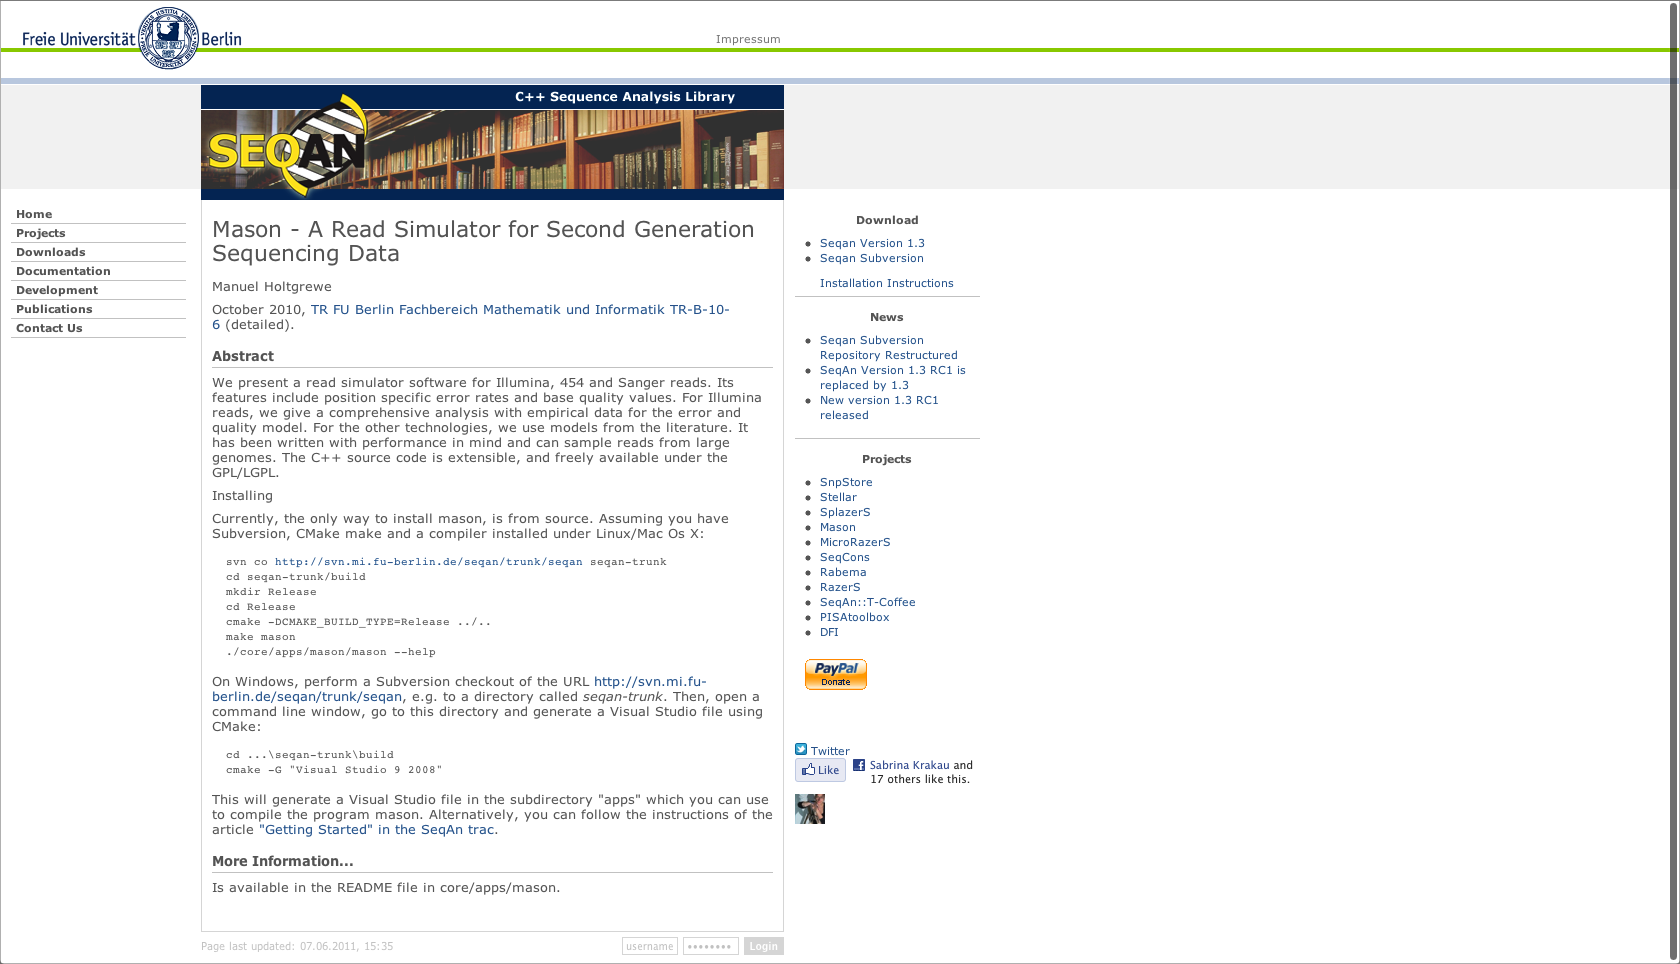 Freie Universität Berlin
Impressum
C++ Sequence Analysis Library
SEQAN
Home
Projects
Downloads
Documentation
Development
Publications
Contact Us
Mason - A Read Simulator for Second Generation
Sequencing Data
Manuel Holtgrewe
October 2010, TR FU Berlin Fachbereich Mathematik und Informatik TR-B-10-
6 (detailed).
Abstract
We present a read simulator software for Illumina, 454 and Sanger reads. Its
features include position specific error rates and base quality values. For Illumina
reads, we give a comprehensive analysis with empirical data for the error and
quality model. For the other technologies, we use models from the literature. It
has been written with performance in mind and can sample reads from large
genomes. The C++ source code is extensible, and freely available under the
GPL/LGPL.
Installing
Currently, the only way to install mason, is from source. Assuming you have
Subversion, CMake make and a compiler installed under Linux/Mac Os X:
svn co http://svn.mi.fu-berlin.de/seqan/trunk/seqan seqan-trunk
cd seqan-trunk/build
mkdir Release
cd Release
cmake -DCMAKE_BUILD_TYPE=Release ../..
make mason
./core/apps/mason/mason --help
On Windows, perform a Subversion checkout of the URL http://svn.mi.fu-
berlin.de/seqan/trunk/seqan, e.g. to a directory called seqan-trunk. Then, open a
command line window, go to this directory and generate a Visual Studio file using
CMake:
cd ...\seqan-trunk\build
cmake -G "Visual Studio 9 2008"
This will generate a Visual Studio file in the subdirectory "apps" which you can use
to compile the program mason. Alternatively, you can follow the instructions of the
article "Getting Started" in the SeqAn trac.
More Information...
Is available in the README file in core/apps/mason.
Download
Seqan Version 1.3
Seqan Subversion
Installation Instructions
News
Seqan Subversion
Repository Restructured
SeqAn Version 1.3 RC1 is
replaced by 1.3
New version 1.3 RC1
released
Projects
SnpStore
Stellar
SplazerS
Mason
MicroRazerS
SeqCons
Rabema
RazerS
SeqAn::T-Coffee
PISAtoolbox
DFI
PayPal
Donate
Twitter
Like
Sabrina Krakau and
17 others like this.
Page last updated: 07.06.2011, 15:35
username
Login